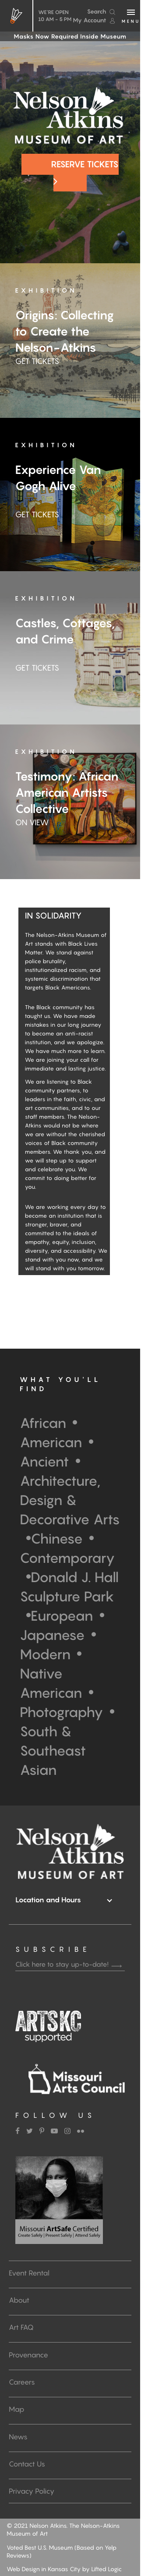 WE'RE OPEN
10 AM - 5 PM
Search
My Account
MENU
Masks Now Required Inside Museum
Nelson
Atkins
MUSEUM OF ART
RESERVE TICKETS
EXHIBITION
Origins: Collecting
to Create the
Nelson-Atkins
GET TICKETS
EXHIBITION
Experience Van
Gogh Alive
GET TICKETS
EXHIBITION
Castles, Cottages,
and Crime
GET TICKETS
EXHIBITION
Testimony: African
American Artists
Collective
ON VIEW
IN SOLIDARITY
The Nelson-Atkins Museum of
Art stands with Black Lives
Matter. We stand against
police brutality,
institutionalized racism, and
systemic discrimination that
targets Black Americans.
The Black community has
taught us. We have made
mistakes in our long journey
to become an anti-racist
institution, and we apologize.
We have much more to learn.
We are joining your call for
immediate and lasting justice.
We are listening to Black
community partners, to
leaders in the faith, civic, and
art communities, and to our
staff members. The Nelson-
Atkins would not be where
we are without the cherished
voices of Black community
members. We thank you, and
we will step up to support
and celebrate you. We
commit to doing better for
you.
We are working every day to
become an institution that is
stronger, braver, and
committed to the ideals of
empathy, equity, inclusion,
diversity, and accessibility. We
stand with you now, and we
will stand with you tomorrow.
WHAT YOU'LL
FIND
African •
American •
Ancient •
Architecture,
Design &
Decorative Arts
•Chinese •
Contemporary
•Donald J. Hall
Sculpture Park
•European •
Japanese •
Modern •
Native
American •
Photography •
South &
Southeast
Asian
Nelson
Atkins
MUSEUM OF ART
Location and Hours
SUBSCRIBE
Click here to stay up-to-date!
ARTSKC
supported
Missouri
Arts Council
FOLLOW US
Missouri ArtSafe Certified
Create Safely | Present Safely | Attend Safely
Event Rental
About
Art FAQ
Provenance
Careers
Map
News
Contact Us
Privacy Policy
© 2021 Nelson Atkins. The Nelson-Atkins
Museum of Art
Voted Best U.S. Museum (Based on Yelp
Reviews)
Web Design in Kansas City by Lifted Logic